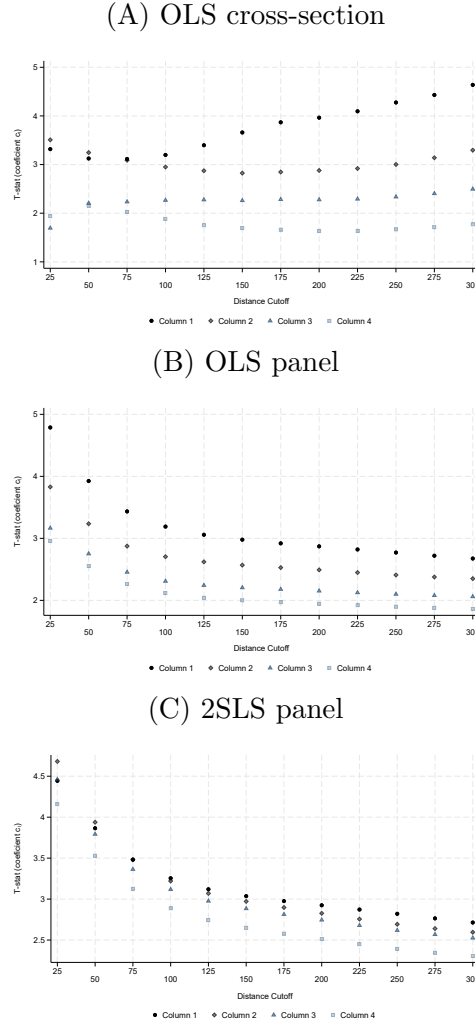 (A) OLS cross-section
5
4
3
2
1
T-stat (coeficient c₁)
25 50 75 100 125 150 175 200 225 250 275 30
Distance Cutoff
Column 1 Column 2 Column 3 Column 4
(B) OLS panel
5
4
3
2
T-stat (coeficient c₁)
25 50 75 100 125 150 175 200 225 250 275 30
Distance Cutoff
Column 1 Column 2 Column 3 Column 4
(C) 2SLS panel
4.5
4
3.5
3
2.5
T-stat (coeficient c₁)
25 50 75 100 125 150 175 200 225 250 275 30
Distance Cutoff
Column 1 Column 2 Column 3 Column 4